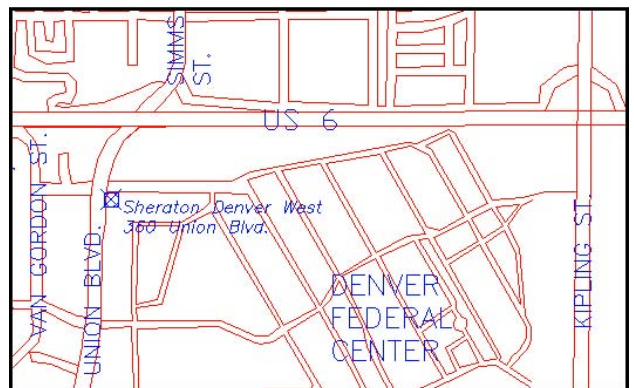 SIMMS
ST.
US 6
VAN GORDON ST.
UNION BLVD.
Sheraton Denver West
360 Union Blvd.
KIPLING ST.
DENVER
FEDERAL
CENTER